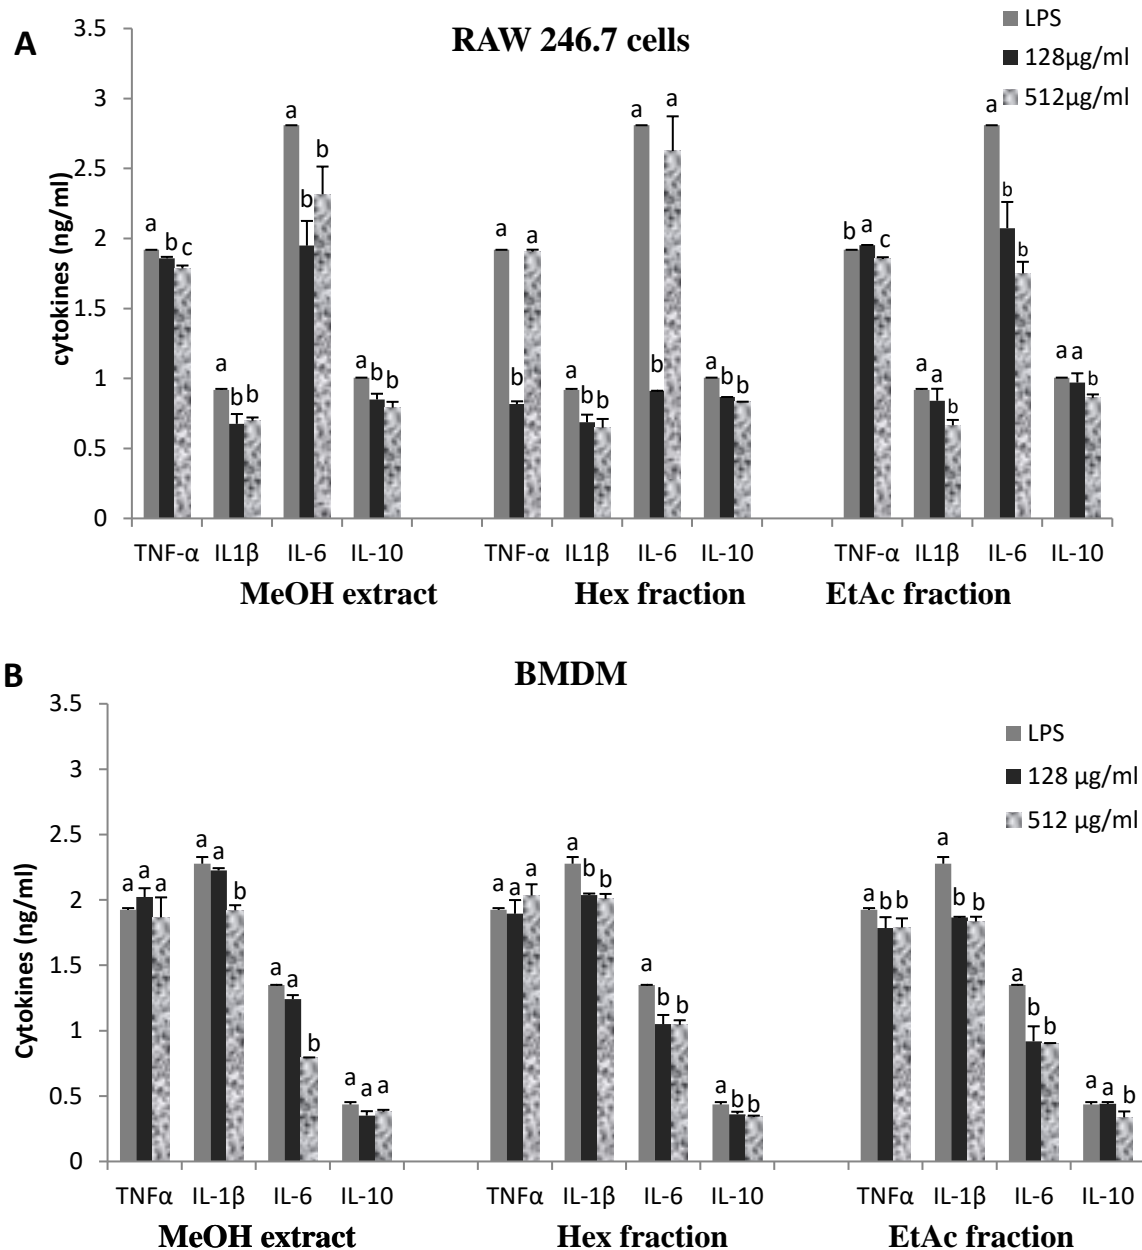 A
RAW 246.7 cells
LPS
128µg/ml
512µg/ml
cytokines (ng/ml)
3.5
3
2.5
2
1.5
1
0.5
0
a b c
a b b
a b b
a b b
a b a
a b b
a b a
a b b
b a c
a a b
a b b
a a b
TNF-α IL1β IL-6 IL-10 TNF-α IL1β IL-6 IL-10 TNF-α IL1β IL-6 IL-10
MeOH extract Hex fraction EtAc fraction
B
BMDM
LPS
128 µg/ml
512 µg/ml
Cytokines (ng/ml)
3.5
3
2.5
2
1.5
1
0.5
0
a a a
a a b
a a b
a a a
a a a
a b b
a b b
a b b
a b b
a b b
a b b
a a b
TNFα IL-1β IL-6 IL-10 TNFα IL-1β IL-6 IL-10 TNFα IL-1β IL-6 IL-10
MeOH extract Hex fraction EtAc fraction